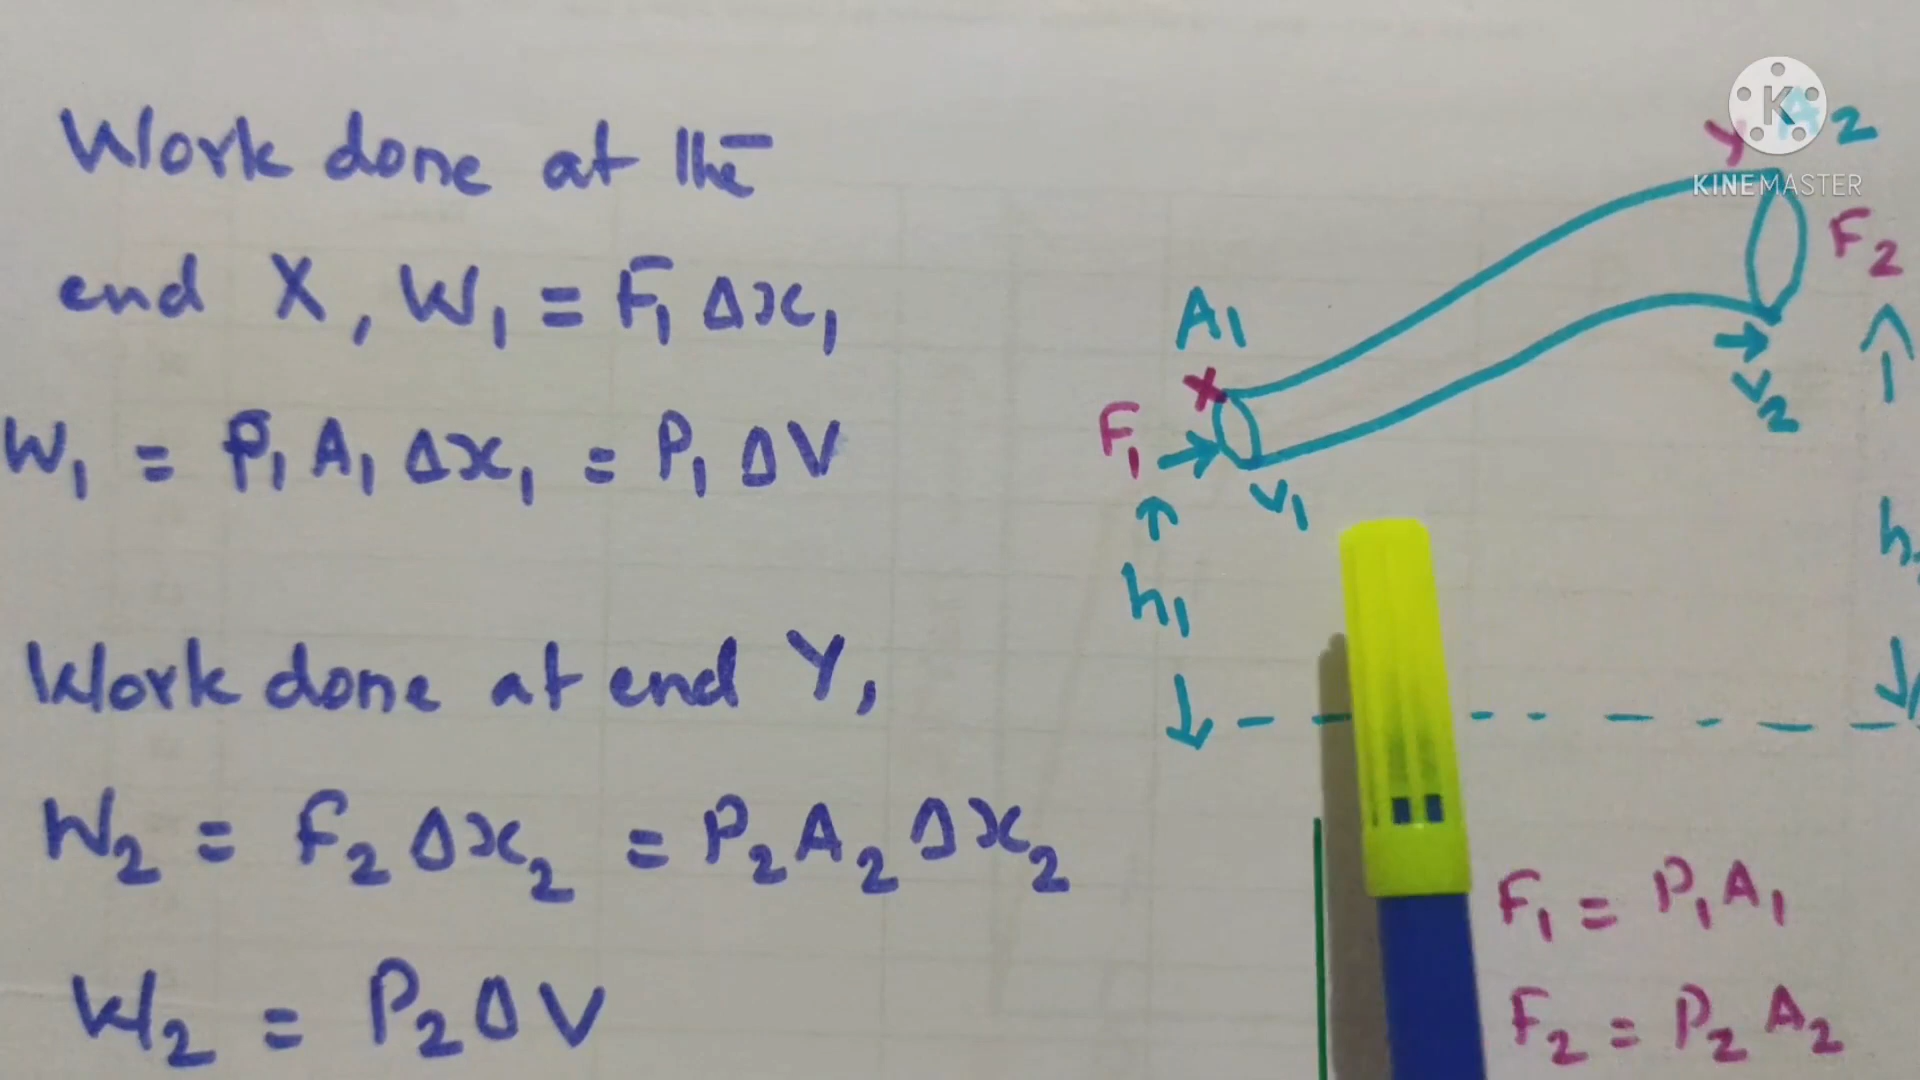 Work done at the
end X, W₁ = F₁ Δx₁
W₁ = P₁ A₁ Δx₁ = P₁ ΔV
Work done at end Y,
W₂ = F₂ Δx₂ = P₂ A₂ Δx₂
W₂ = P₂ ΔV
Y A2
K
KINEMASTER
F₂
A₁
X
F₁
V₁
V₂
h₁
h
F₁ = P₁ A₁
F₂ = P₂ A₂